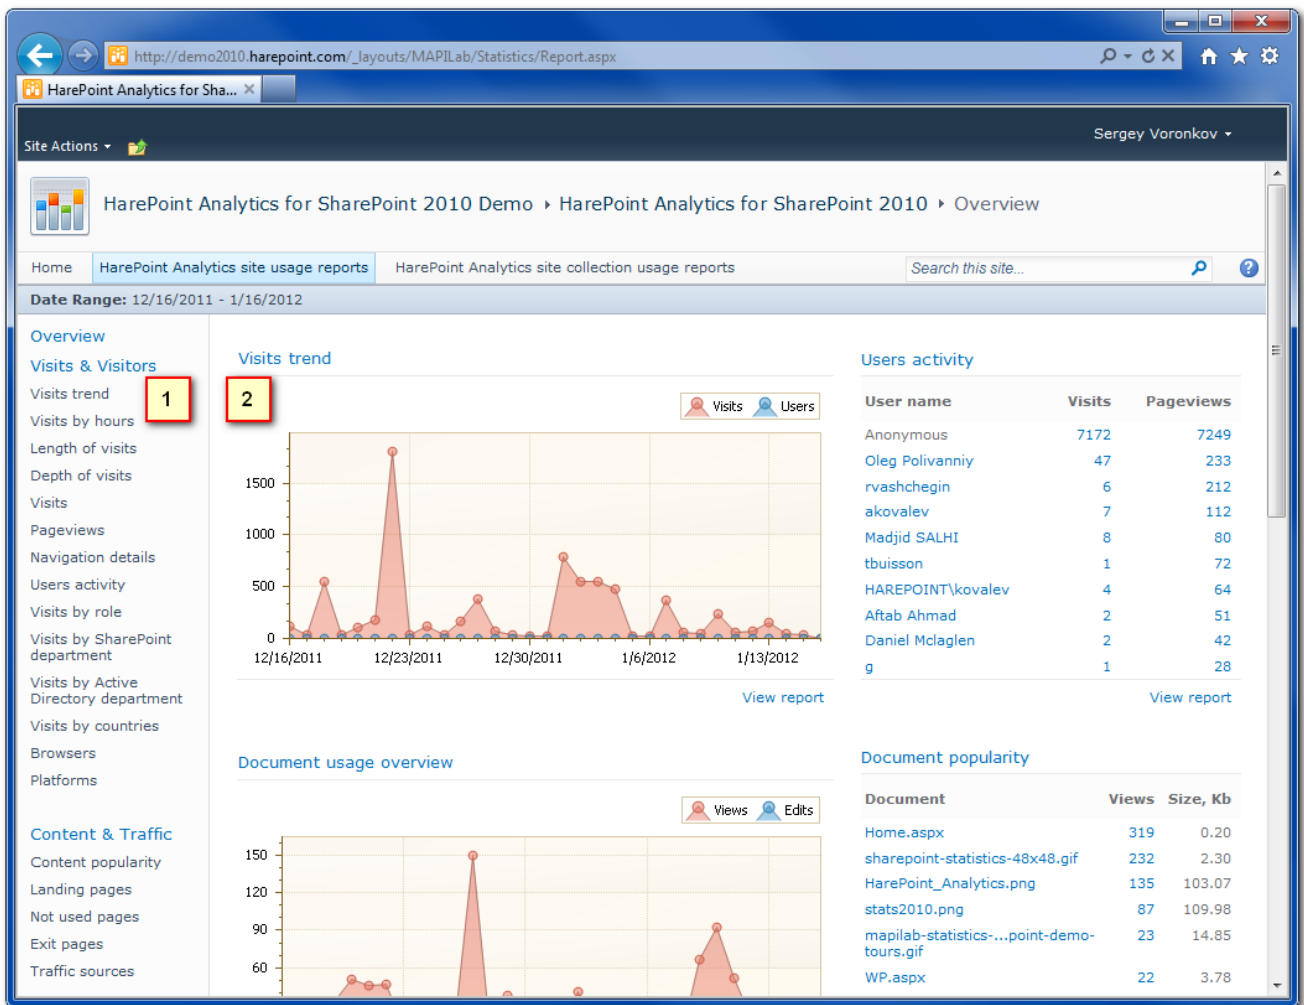 http://demo2010.harepoint.com/_layouts/MAPILab/Statistics/Report.aspx
HarePoint Analytics for Sha...
Site Actions
Sergey Voronkov
HarePoint Analytics for SharePoint 2010 Demo HarePoint Analytics for SharePoint 2010 Overview
Home HarePoint Analytics site usage reports HarePoint Analytics site collection usage reports Search this site...
Date Range: 12/16/2011 - 1/16/2012
Overview
Visits & Visitors
Visits trend
Visits by hours
Length of visits
Depth of visits
Visits
Pageviews
Navigation details
Users activity
Visits by role
Visits by SharePoint
department
Visits by Active
Directory department
Visits by countries
Browsers
Platforms
Content & Traffic
Content popularity
Landing pages
Not used pages
Exit pages
Traffic sources
1
2
Visits trend
Visits Users
1500
1000
500
0
12/16/2011 12/23/2011 12/30/2011 1/6/2012 1/13/2012
View report
Users activity
User name Visits Pageviews
Anonymous 7172 7249
Oleg Polivanniy 47 233
rvashchegin 6 212
akovalev 7 112
Madjid SALHI 8 80
tbuisson 1 72
HAREPOINT\kovalev 4 64
Aftab Ahmad 2 51
Daniel Mclaglen 2 42
g 1 28
View report
Document usage overview
Views Edits
150
120
90
60
Document popularity
Document Views Size, Kb
Home.aspx 319 0.20
sharepoint-statistics-48x48.gif 232 2.30
HarePoint_Analytics.png 135 103.07
stats2010.png 87 109.98
mapilab-statistics-...point-demo- 23 14.85
tours.gif
WP.aspx 22 3.78